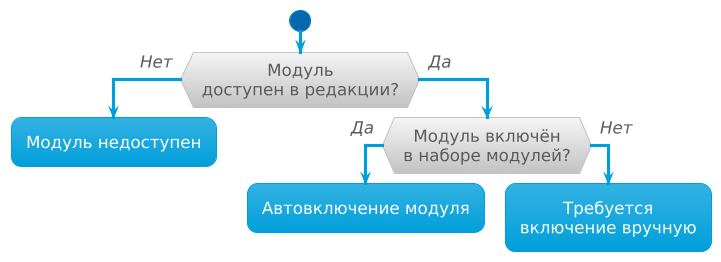 Нет
Модуль
доступен в редакции?
Да
Модуль недоступен
Да
Модуль включён
в наборе модулей?
Нет
Автовключение модуля
Требуется
включение вручную